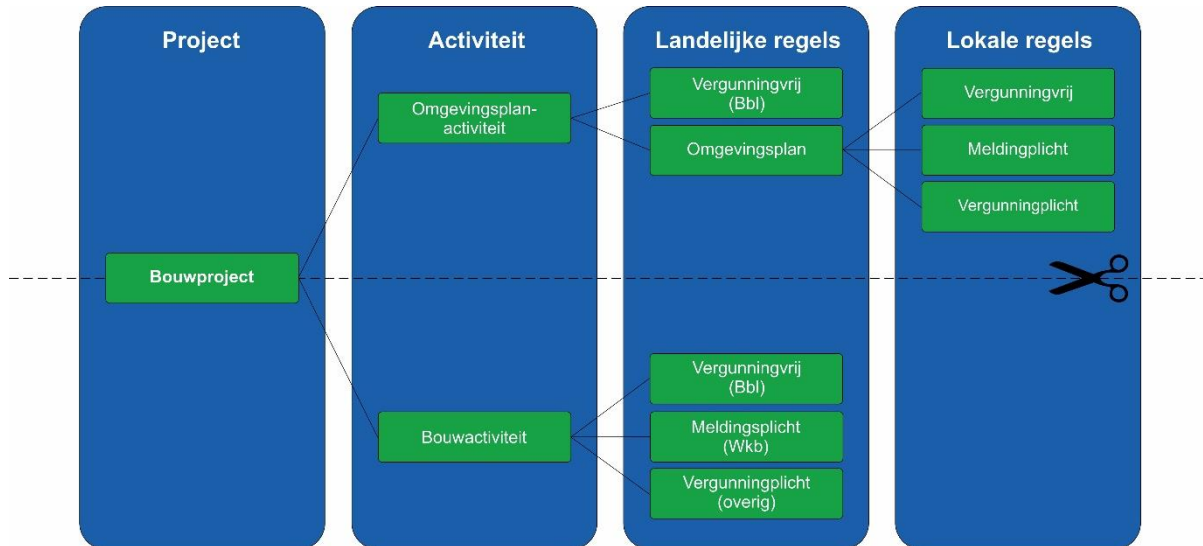 Project
Activiteit
Landelijke regels
Lokale regels
Omgevingsplan-
activiteit
Vergunningvrij
(Bbl)
Omgevingsplan
Vergunningvrij
Meldingplicht
Vergunningplicht
Bouwproject
Bouwactiviteit
Vergunningvrij
(Bbl)
Meldingsplicht
(Wkb)
Vergunningplicht
(overig)